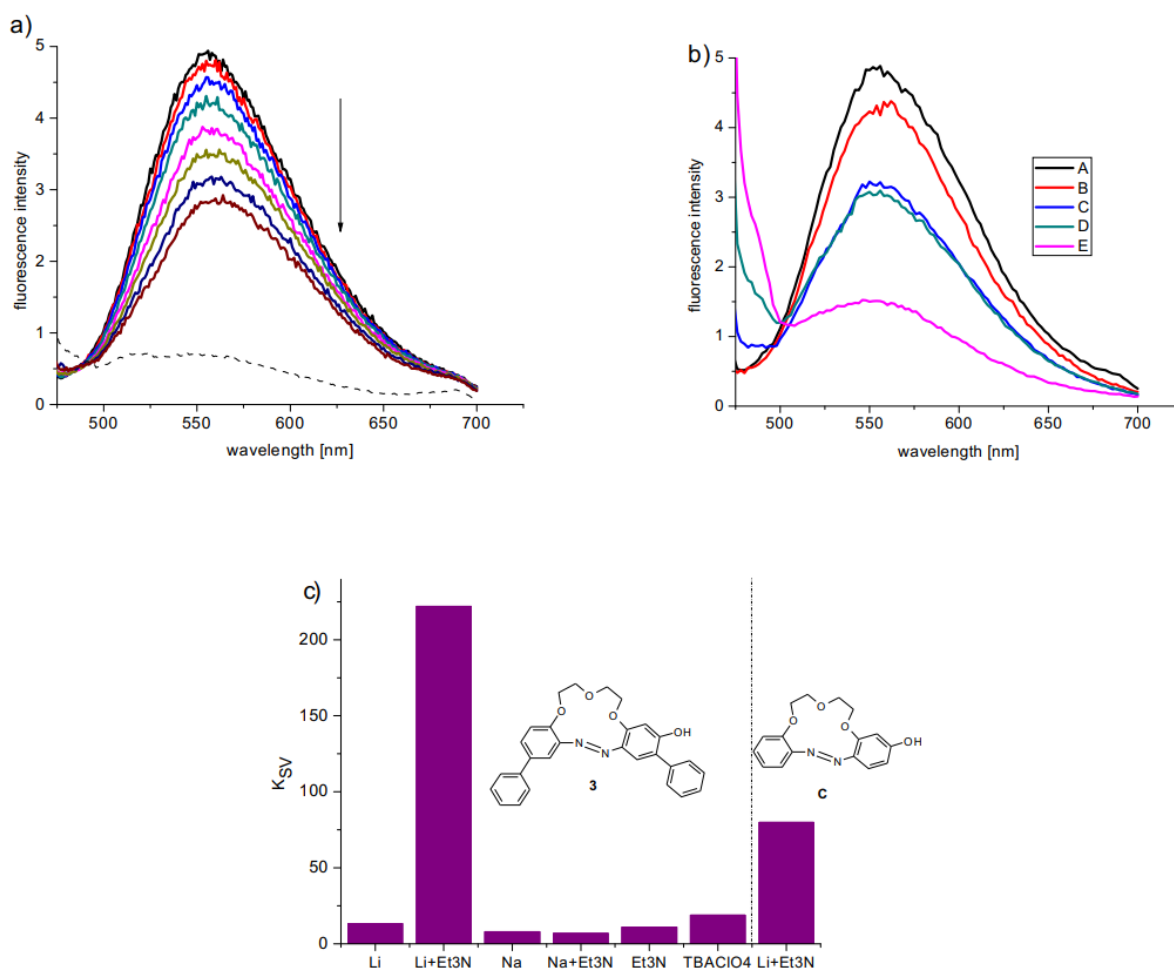 a)
5
4
3
2
1
0
fluorescence intensity
500
550
600
650
700
wavelength [nm]
b)
5
4
3
2
1
0
fluorescence intensity
500
550
600
650
700
wavelength [nm]
A
B
C
D
E
c)
200
150
100
50
0
KSV
O
O
O
N
N
OH
3
O
O
O
N
N
OH
C
Li
Li+Et3N
Na
Na+Et3N
Et3N
TBAClO4
Li+Et3N